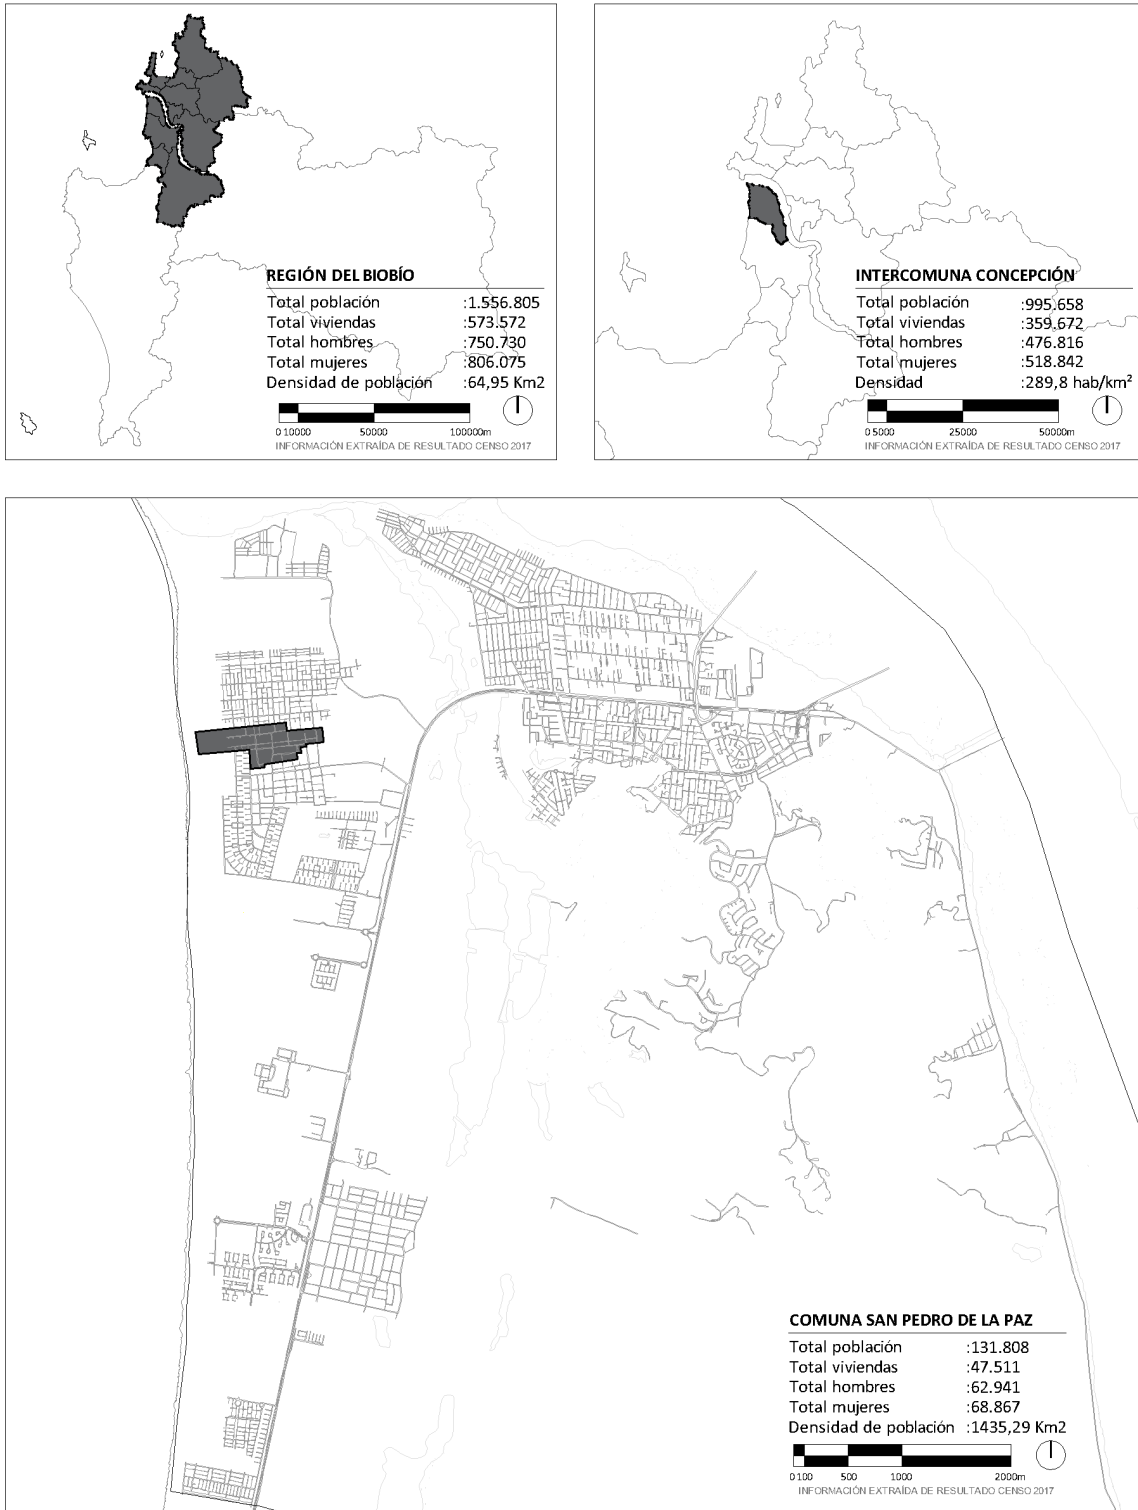 REGIÓN DEL BIOBÍO
Total población :1.556.805
Total viviendas :573.572
Total hombres :750.730
Total mujeres :806.075
Densidad de población :64,95 Km2
0 10000 50000 100000m
INFORMACIÓN EXTRAÍDA DE RESULTADO CENSO 2017
INTERCOMUNA CONCEPCIÓN
Total población :995.658
Total viviendas :359.672
Total hombres :476.816
Total mujeres :518.842
Densidad :289,8 hab/km²
0 5000 25000 50000m
INFORMACIÓN EXTRAÍDA DE RESULTADO CENSO 2017
COMUNA SAN PEDRO DE LA PAZ
Total población :131.808
Total viviendas :47.511
Total hombres :62.941
Total mujeres :68.867
Densidad de población :1435,29 Km2
0 100 500 1000 2000m
INFORMACIÓN EXTRAÍDA DE RESULTADO CENSO 2017